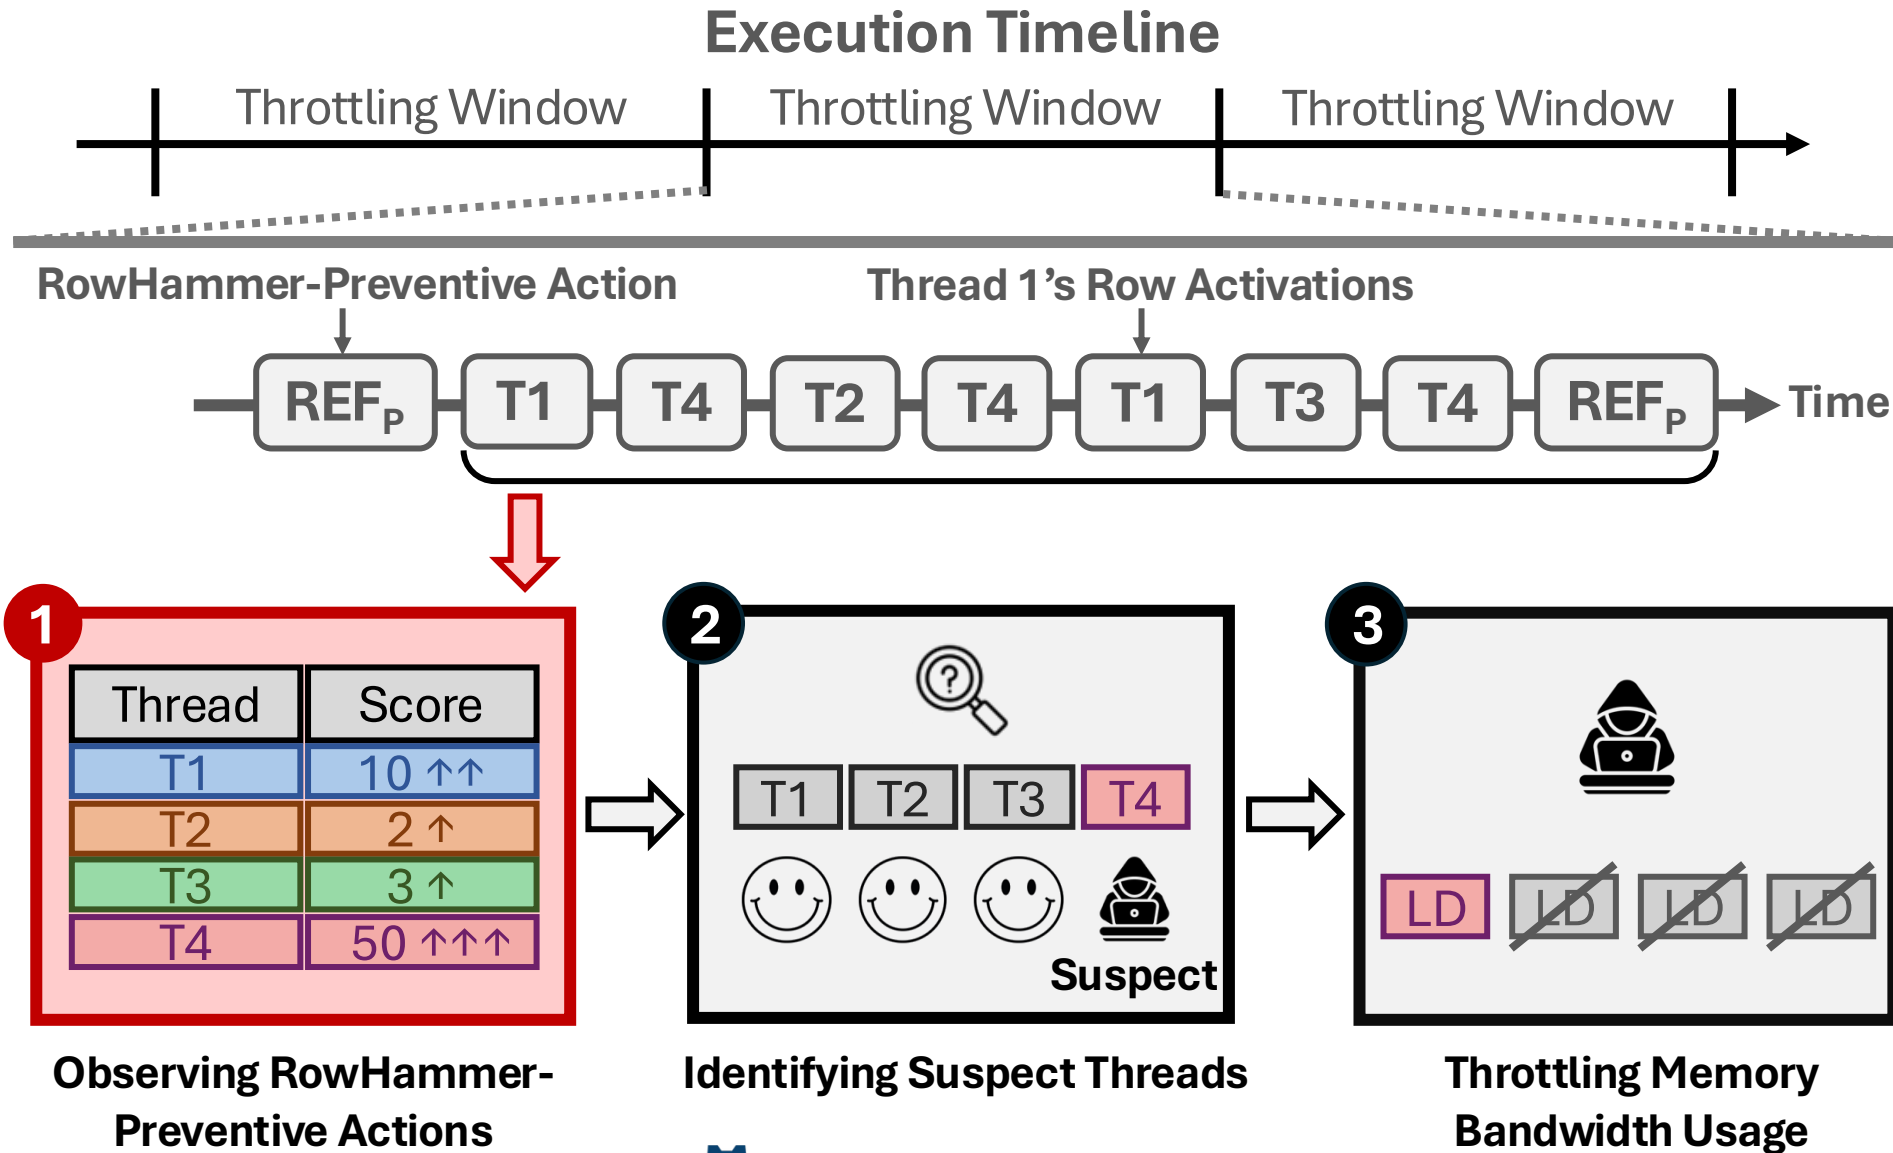 Execution Timeline
Throttling Window Throttling Window Throttling Window
RowHammer-Preventive Action Thread 1's Row Activations
REFP T1 T4 T2 T4 T1 T3 T4 REFP Time
1 2 3
Thread Score
T1 10 ↑↑
T2 2 ↑
T3 3 ↑
T4 50 ↑↑↑
?
T1 T2 T3 T4
Suspect
LD LD LD LD
Observing RowHammer-
Preventive Actions
Identifying Suspect Threads
Throttling Memory
Bandwidth Usage